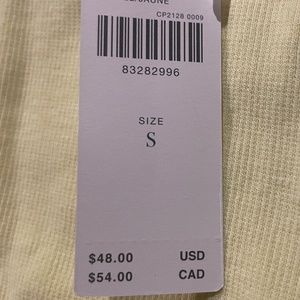 CP2128 0009
83282996
SIZE
S
$48.00 USD
$54.00 CAD